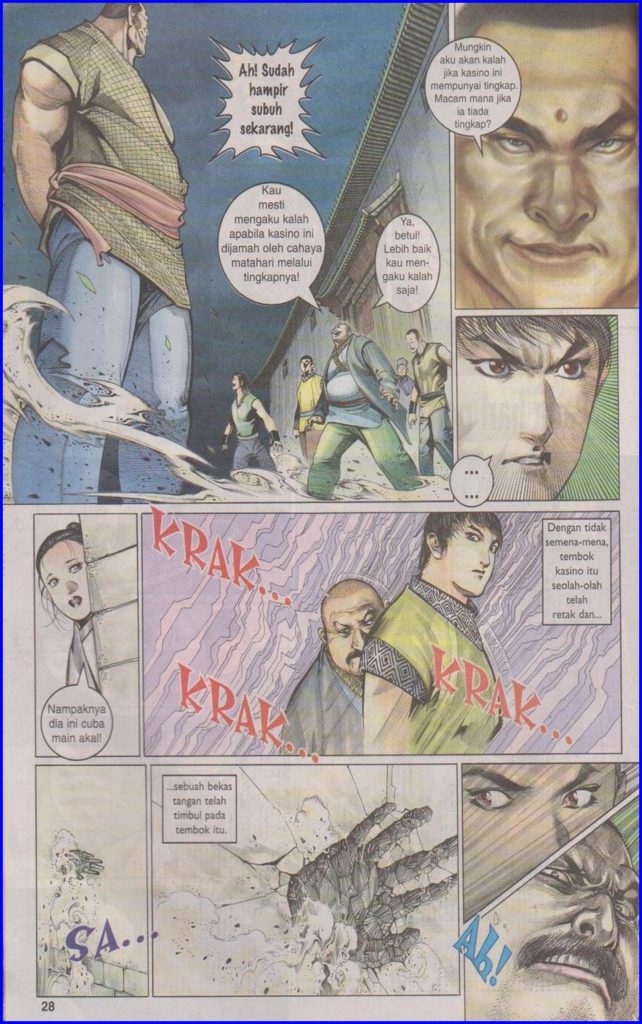 Ah! Sudah
hampir
subuh
sekarang!
Kau
mesti
mengaku kalah
apabila kasino ini
dijamah oleh cahaya
matahari melalui
tingkapnya!
Ya,
betul!
Lebih baik
kau men-
gaku kalah
saja!
Mungkin
aku akan kalah
jika kasino ini
mempunyai tingkap.
Macam mana jika
ia tiada
tingkap?
...
...
Nampaknya
dia ini cuba
main akal!
KRAK...
KRAK...
KRAK...
Dengan tidak
semena-mena,
tembok
kasino itu
seolah-olah
telah
retak dan...
SA...
...sebuah bekas
tangan telah
timbul pada
tembok itu.
Ah!
28